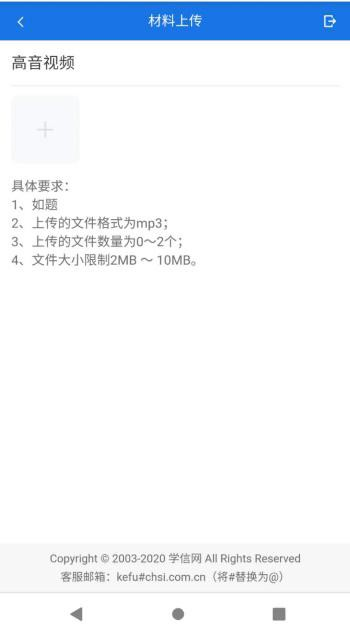 材料上传
高音视频
具体要求：
1、如题
2、上传的文件格式为mp3；
3、上传的文件数量为0～2个；
4、文件大小限制2MB ～ 10MB。
Copyright © 2003-2020 学信网 All Rights Reserved
客服邮箱：kefu#chsi.com.cn（将#替换为@）